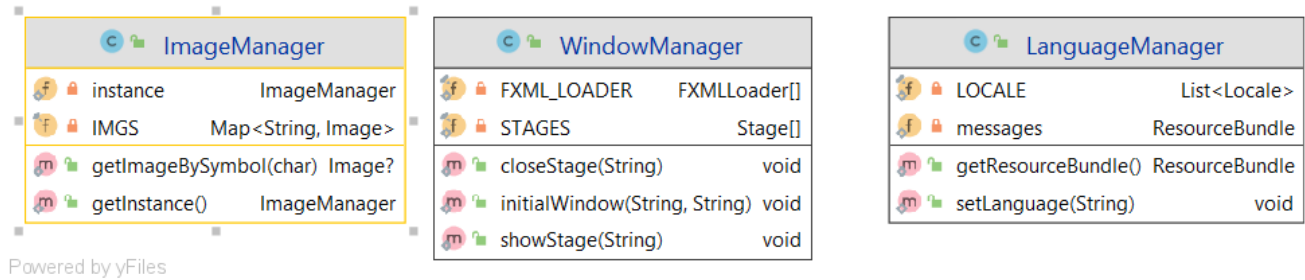 ImageManager
instance ImageManager
IMGS Map<String, Image>
getImageBySymbol(char) Image?
getInstance() ImageManager
WindowManager
FXML_LOADER FXMLLoader[]
STAGES Stage[]
closeStage(String) void
initialWindow(String, String) void
showStage(String) void
LanguageManager
LOCALE List<Locale>
messages ResourceBundle
getResourceBundle() ResourceBundle
setLanguage(String) void
Powered by yFiles